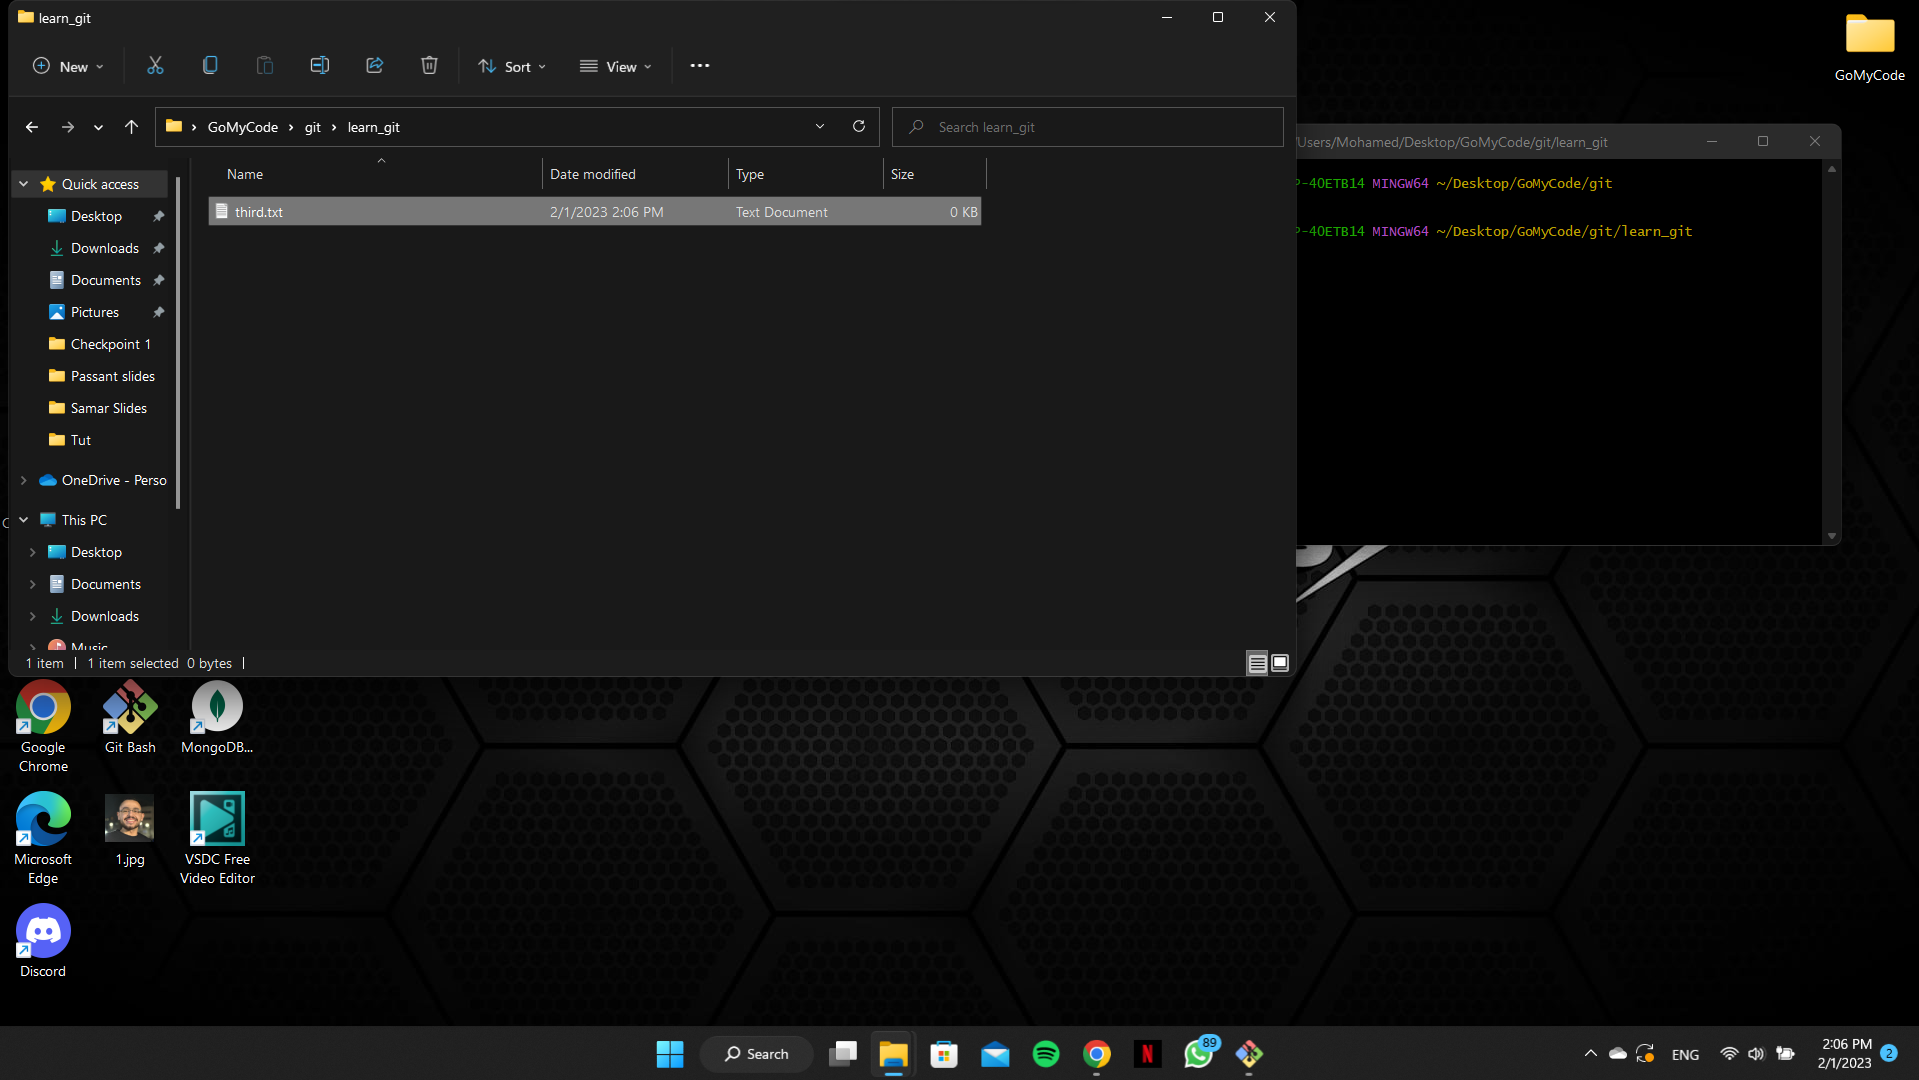 learn_git
New
Sort
View
GoMyCode
git
learn_git
Search learn_git
Name
Date modified
Type
Size
third.txt
2/1/2023 2:06 PM
Text Document
0 KB
Quick access
Desktop
Downloads
Documents
Pictures
Checkpoint 1
Passant slides
Samar Slides
Tut
OneDrive - Perso
This PC
Desktop
Documents
Downloads
Music
1 item
1 item selected 0 bytes
GoMyCode
/Users/Mohamed/Desktop/GoMyCode/git/learn_git
P-4OETB14 MINGW64 ~/Desktop/GoMyCode/git
P-4OETB14 MINGW64 ~/Desktop/GoMyCode/git/learn_git
Google
Chrome
Git Bash
MongoDB...
Microsoft
Edge
1.jpg
VSDC Free
Video Editor
Discord
Search
N
89
ENG
2:06 PM
2/1/2023
2